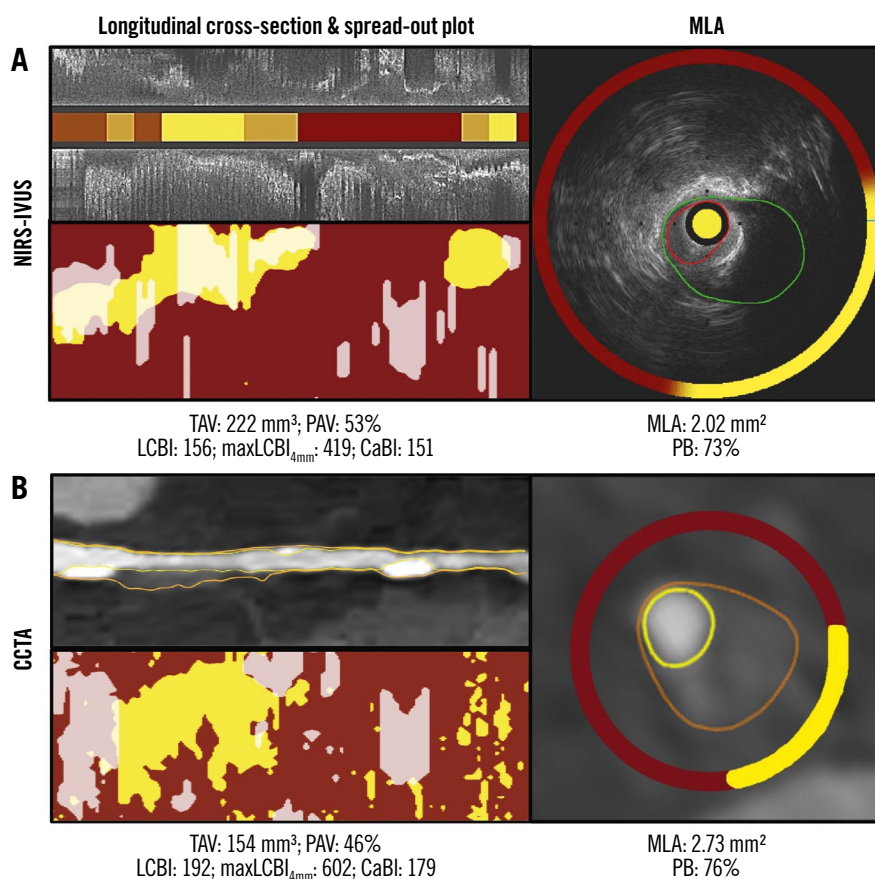 Longitudinal cross-section & spread-out plot
MLA
A
NIRS-IVUS
TAV: 222 mm³; PAV: 53%
LCBI: 156; maxLCBI4mm: 419; CaBI: 151
MLA: 2.02 mm²
PB: 73%
B
CCTA
TAV: 154 mm³; PAV: 46%
LCBI: 192; maxLCBI4mm: 602; CaBI: 179
MLA: 2.73 mm²
PB: 76%